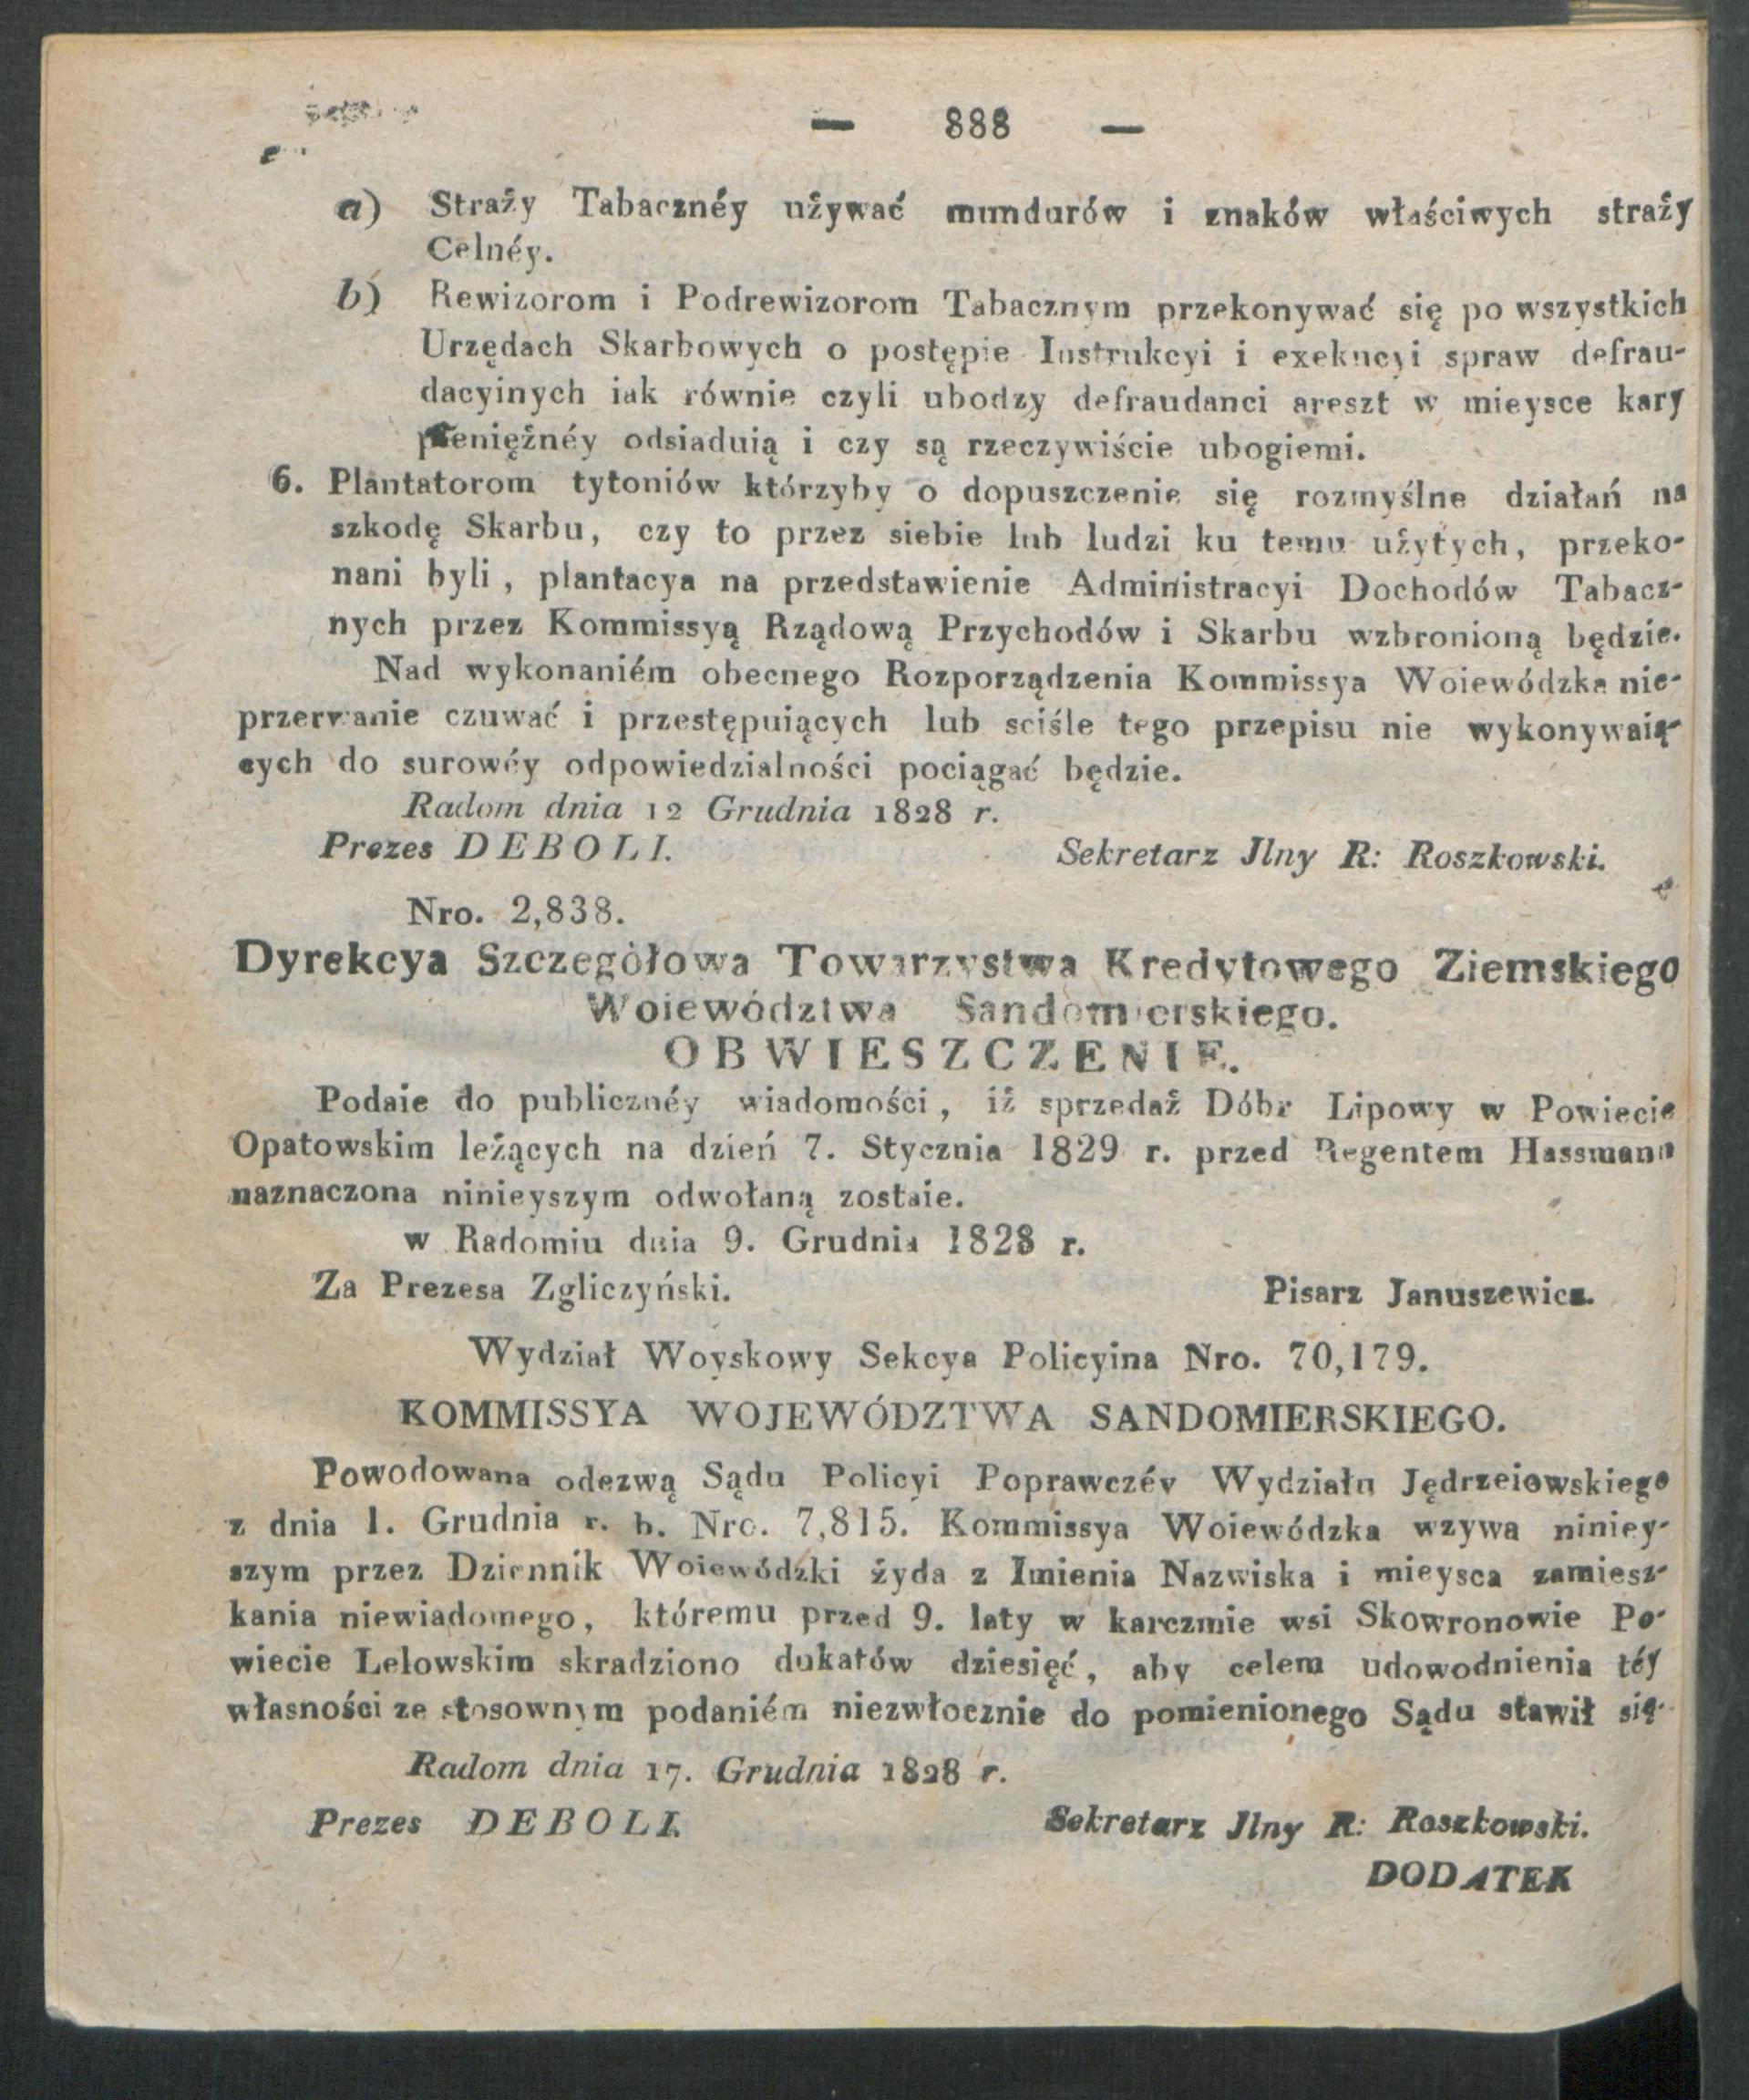 — 888 —
a) Straży Tabacznéy używać mundurów i znaków właściwych straży
Celnéy.
b) Rewizorom i Podrewizorom Tabacznym przekonywać się po wszystkich
Urzędach Skarbowych o postępie Instrukcyi i exekucyi spraw defrau-
dacyinych iak równie czyli ubodzy defraudanci areszt w mieysce kary
pieniężnéy odsiaduią i czy są rzeczywiście ubogiemi.
6. Plantatorom tytoniów którzyby o dopuszczenie się rozmyślne działań na
szkodę Skarbu, czy to przez siebie lub ludzi ku temu użytych, przeko-
nani byli, plantacya na przedstawienie Administracyi Dochodów Tabacz-
nych przez Kommissyą Rządową Przychodów i Skarbu wzbronioną będzie.
Nad wykonaniém obecnego Rozporządzenia Kommissya Woiewódzka nie-
przerwanie czuwać i przestępuiących lub sciśle tego przepisu nie wykonywaią-
cych do surowéy odpowiedzialności pociągać będzie.
Radom dnia 12 Grudnia 1828 r.
Prezes DEBOLI. Sekretarz Jlny R: Roszkowski.
Nro. 2,838.
Dyrekcya Szczegółowa Towarzystwa Kredytowego Ziemskiego
Woiewództwa Sandomierskiego.
OBWIESZCZENIE.
Podaie do publicznéy wiadomości, iż sprzedaż Dóbr Lipowy w Powiecie
Opatowskim leżących na dzień 7. Stycznia 1829 r. przed Regentem Hassmann
naznaczona ninieyszym odwołaną zostaie.
w Radomiu dnia 9. Grudnia 1828 r.
Za Prezesa Zgliczyński. Pisarz Januszewicz.
Wydział Woyskowy Sekcya Policyina Nro. 70,179.
KOMMISSYA WOJEWÓDZTWA SANDOMIERSKIEGO.
Powodowana odezwą Sądu Policyi Poprawczéy Wydziału Jędrzeiowskiego
z dnia 1. Grudnia r. b. Nro. 7,815. Kommissya Woiewódzka wzywa niniey-
szym przez Dziennik Woiewódzki żyda z Imienia Nazwiska i mieysca zamiesz-
kania niewiadomego, któremu przed 9. laty w karczmie wsi Skowronowie Po-
wiecie Lelowskim skradziono dukatów dziesięć, aby celem udowodnienia téy
własności ze stosownym podaniém niezwłocznie do pomienionego Sądu stawił się.
Radom dnia 17. Grudnia 1828 r.
Prezes DEBOLI. Sekretarz Jlny R: Roszkowski.
DODATEK